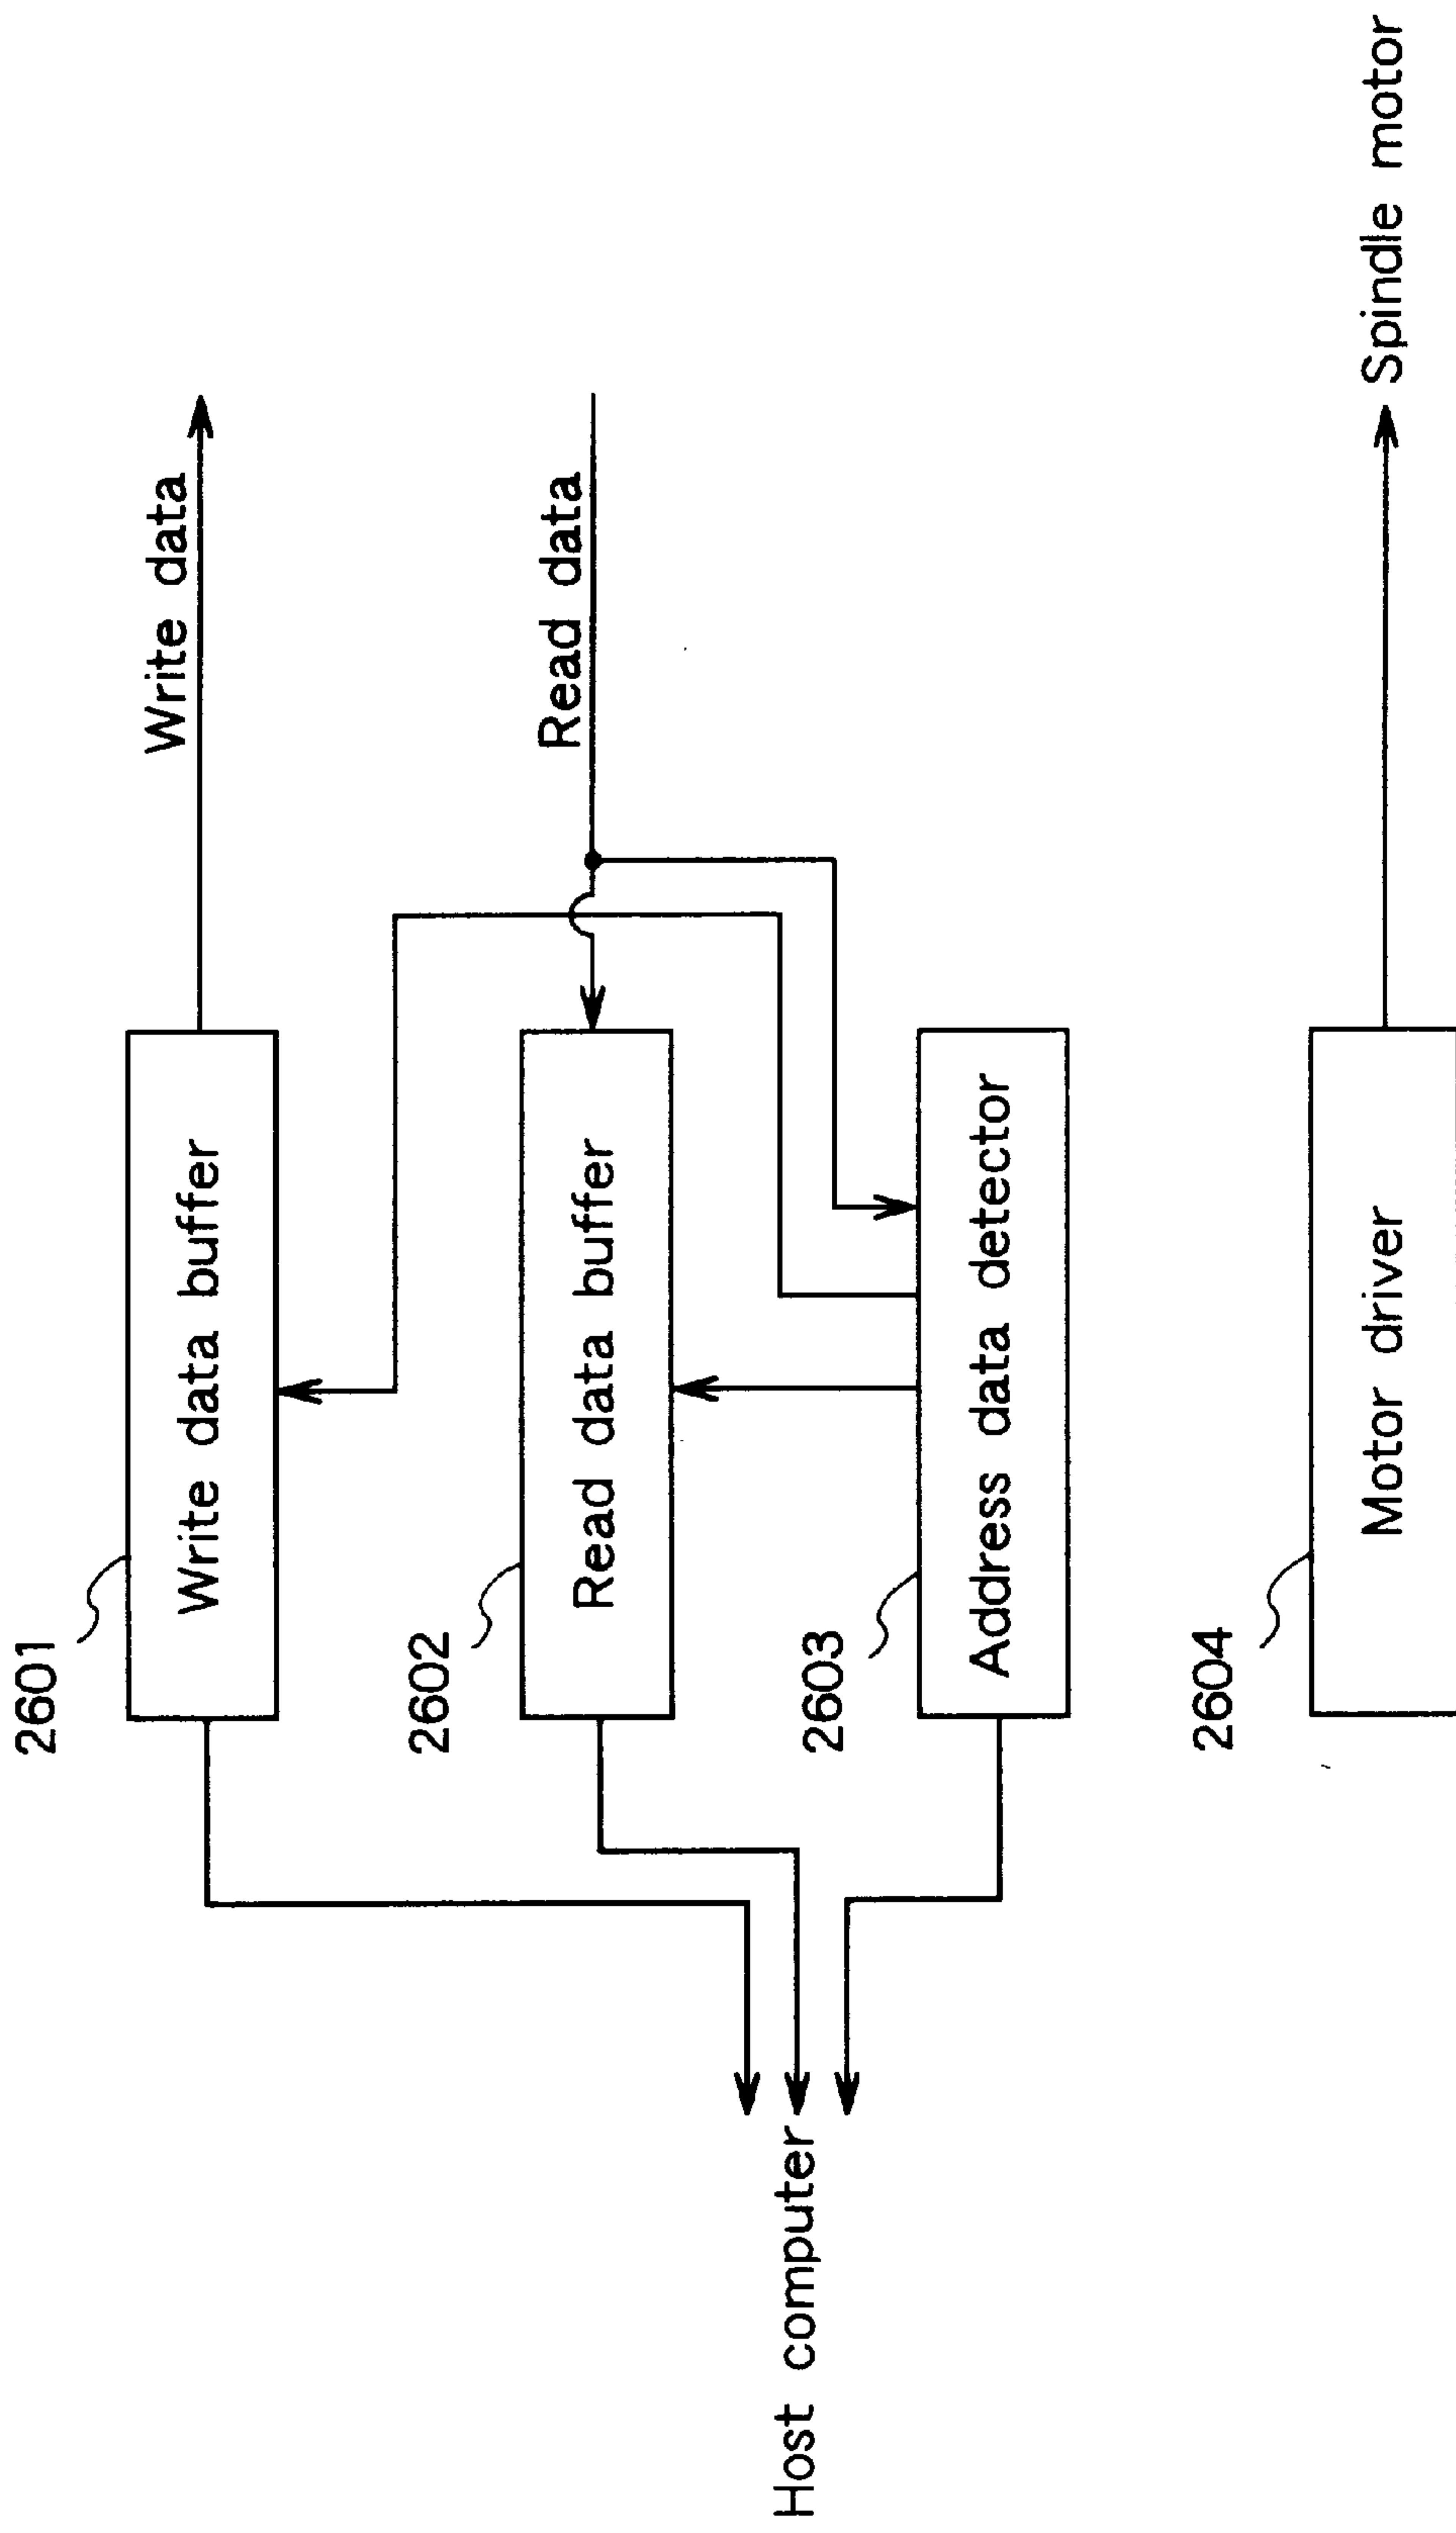 2601
Write data buffer
Write data
2602
Read data buffer
Read data
Host computer
2603
Address data detector
2604
Motor driver
Spindle motor